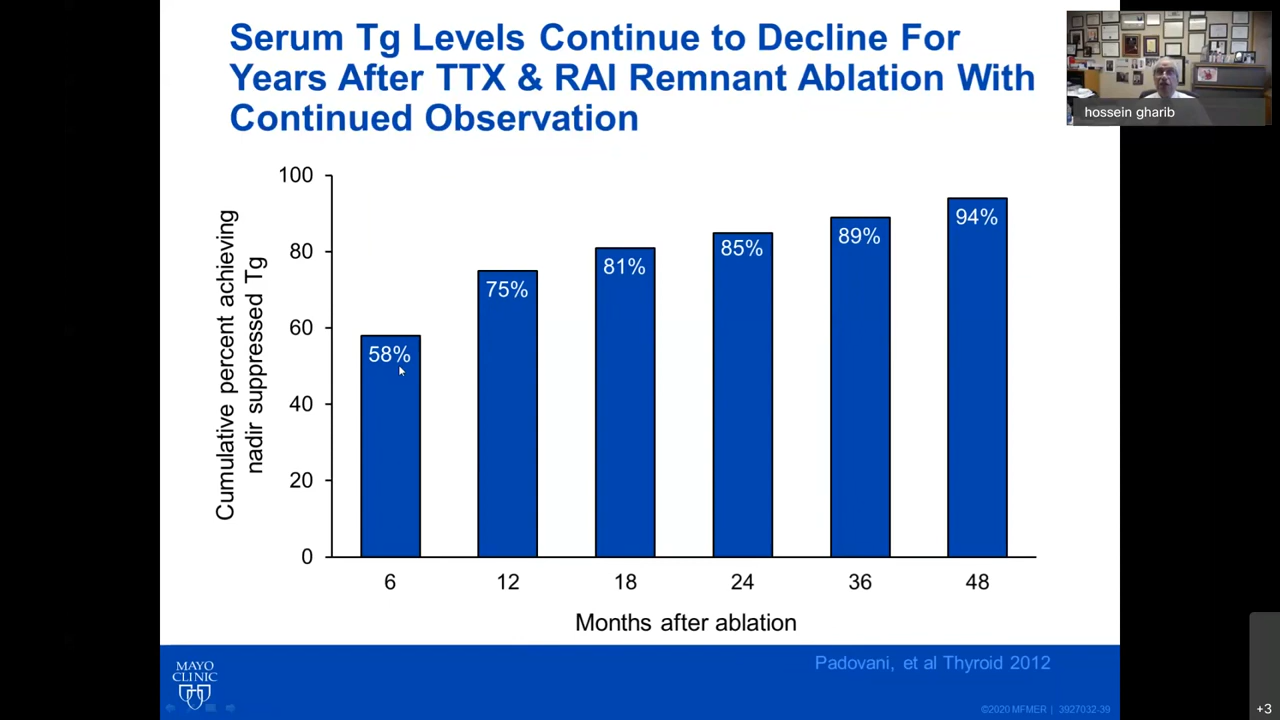 Serum Tg Levels Continue to Decline For
Years After TTX & RAI Remnant Ablation With
Continued Observation
hossein gharib
Cumulative percent achieving
nadir suppressed Tg
100
80
60
40
20
0
58%
75%
81%
85%
89%
94%
6
12
18
24
36
48
Months after ablation
MAYO
CLINIC
Padovani, et al Thyroid 2012
©2020 MFMER | 3927032-39
+3